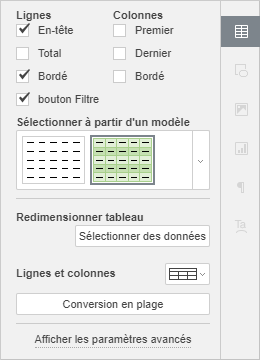 Lignes Colonnes
En-tête Premier
Total Dernier
Bordé Bordé
bouton Filtre
Sélectionner à partir d'un modèle
Redimensionner tableau
Sélectionner des données
Lignes et colonnes
Conversion en plage
Afficher les paramètres avancés